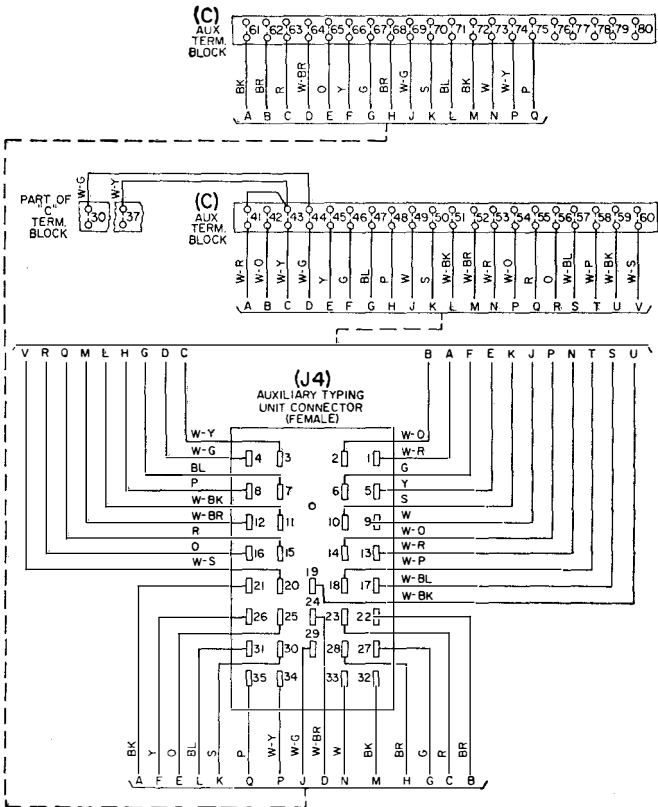 (C)
AUX
TERM.
BLOCK
61 62 63 64 65 66 67 68 69 70 71 72 73 74 75 76 77 78 79 80
BK BR R W-BR O Y G BR W-G S BL BK W W-Y P
A B C D E F G H J K L M N P Q
PART OF
"C"
TERM.
BLOCK
W-G W-Y
30 37
(C)
AUX
TERM.
BLOCK
41 42 43 44 45 46 47 48 49 50 51 52 53 54 55 56 57 58 59 60
W-R W-O W-Y W-G Y G BL P W S W-BK W-BR W-R W-O R O W-BL W-P W-BK W-S
A B C D E F G H J K L M N P Q R S T U V
V R Q M L H G D C B A F E K J P N T S U
(J4)
AUXILIARY TYPING
UNIT CONNECTOR
(FEMALE)
W-Y W-O
W-G 4 3 2 1 W-R
BL G
P 8 7 6 5 Y
W-BK S
W-BR 12 11 10 9 W
R W-O
O 16 15 14 13 W-R
W-S W-P
19
21 20 18 17 W-BL
24 W-BK
26 25 23 22
29
31 30 28 27
35 34 33 32
BK Y O BL S P W-Y W-G W-BR W BK BR G R BR
A F E L K Q P J D N M H G C B